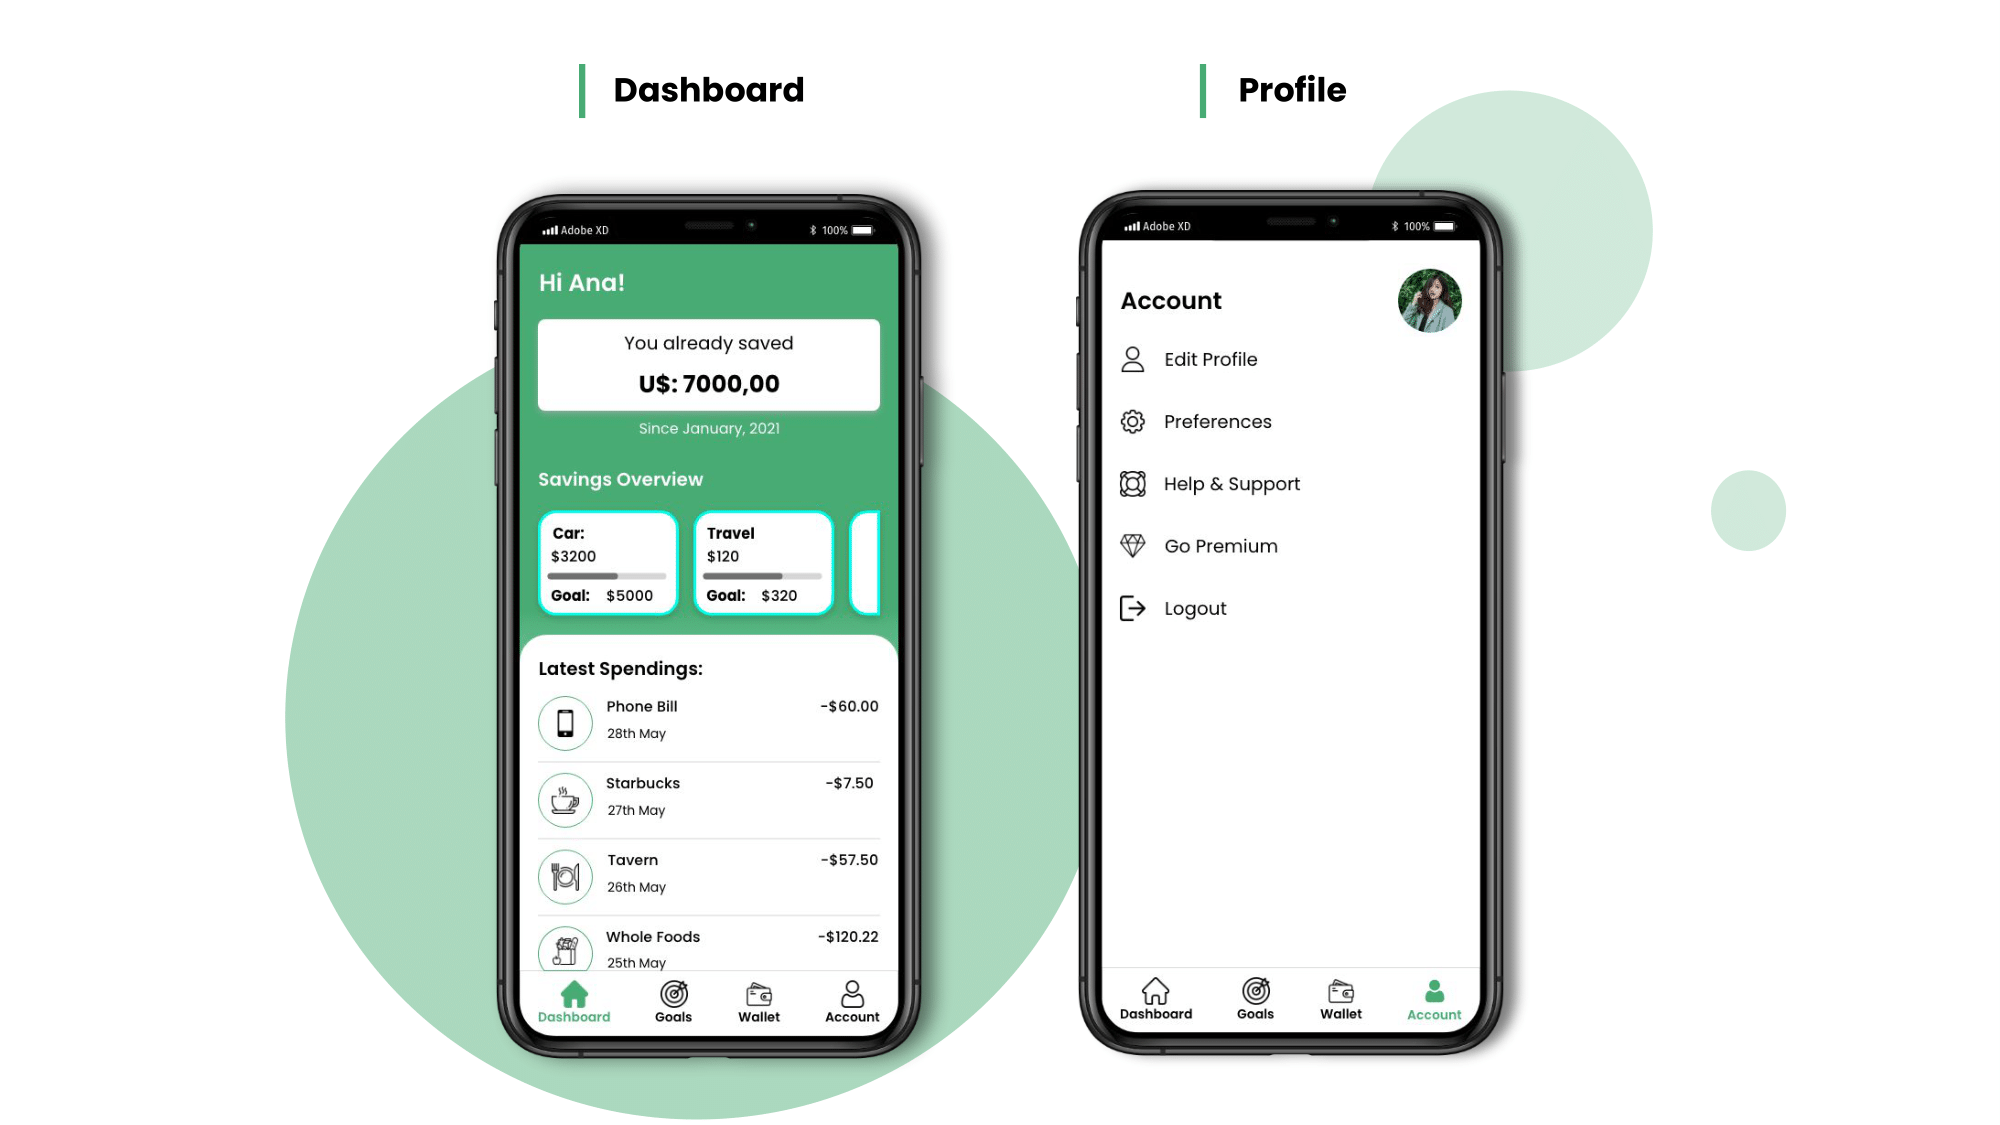 Dashboard
Profile
Adobe XD
100%
Hi Ana!
You already saved
U$: 7000,00
Since January, 2021
Savings Overview
Car:
$3200
Goal: $5000
Travel
$120
Goal: $320
Latest Spendings:
Phone Bill -$60.00
28th May
Starbucks -$7.50
27th May
Tavern -$57.50
26th May
Whole Foods -$120.22
25th May
Dashboard Goals Wallet Account
Adobe XD
100%
Account
Edit Profile
Preferences
Help & Support
Go Premium
Logout
Dashboard Goals Wallet Account